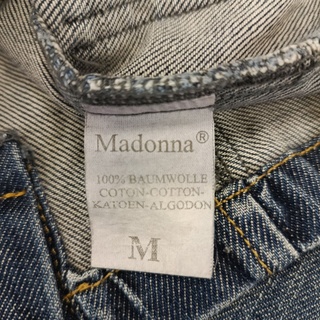 Madonna®
100% BAUMWOLLE
COTON-COTTON-
KATOEN-ALGODON
M